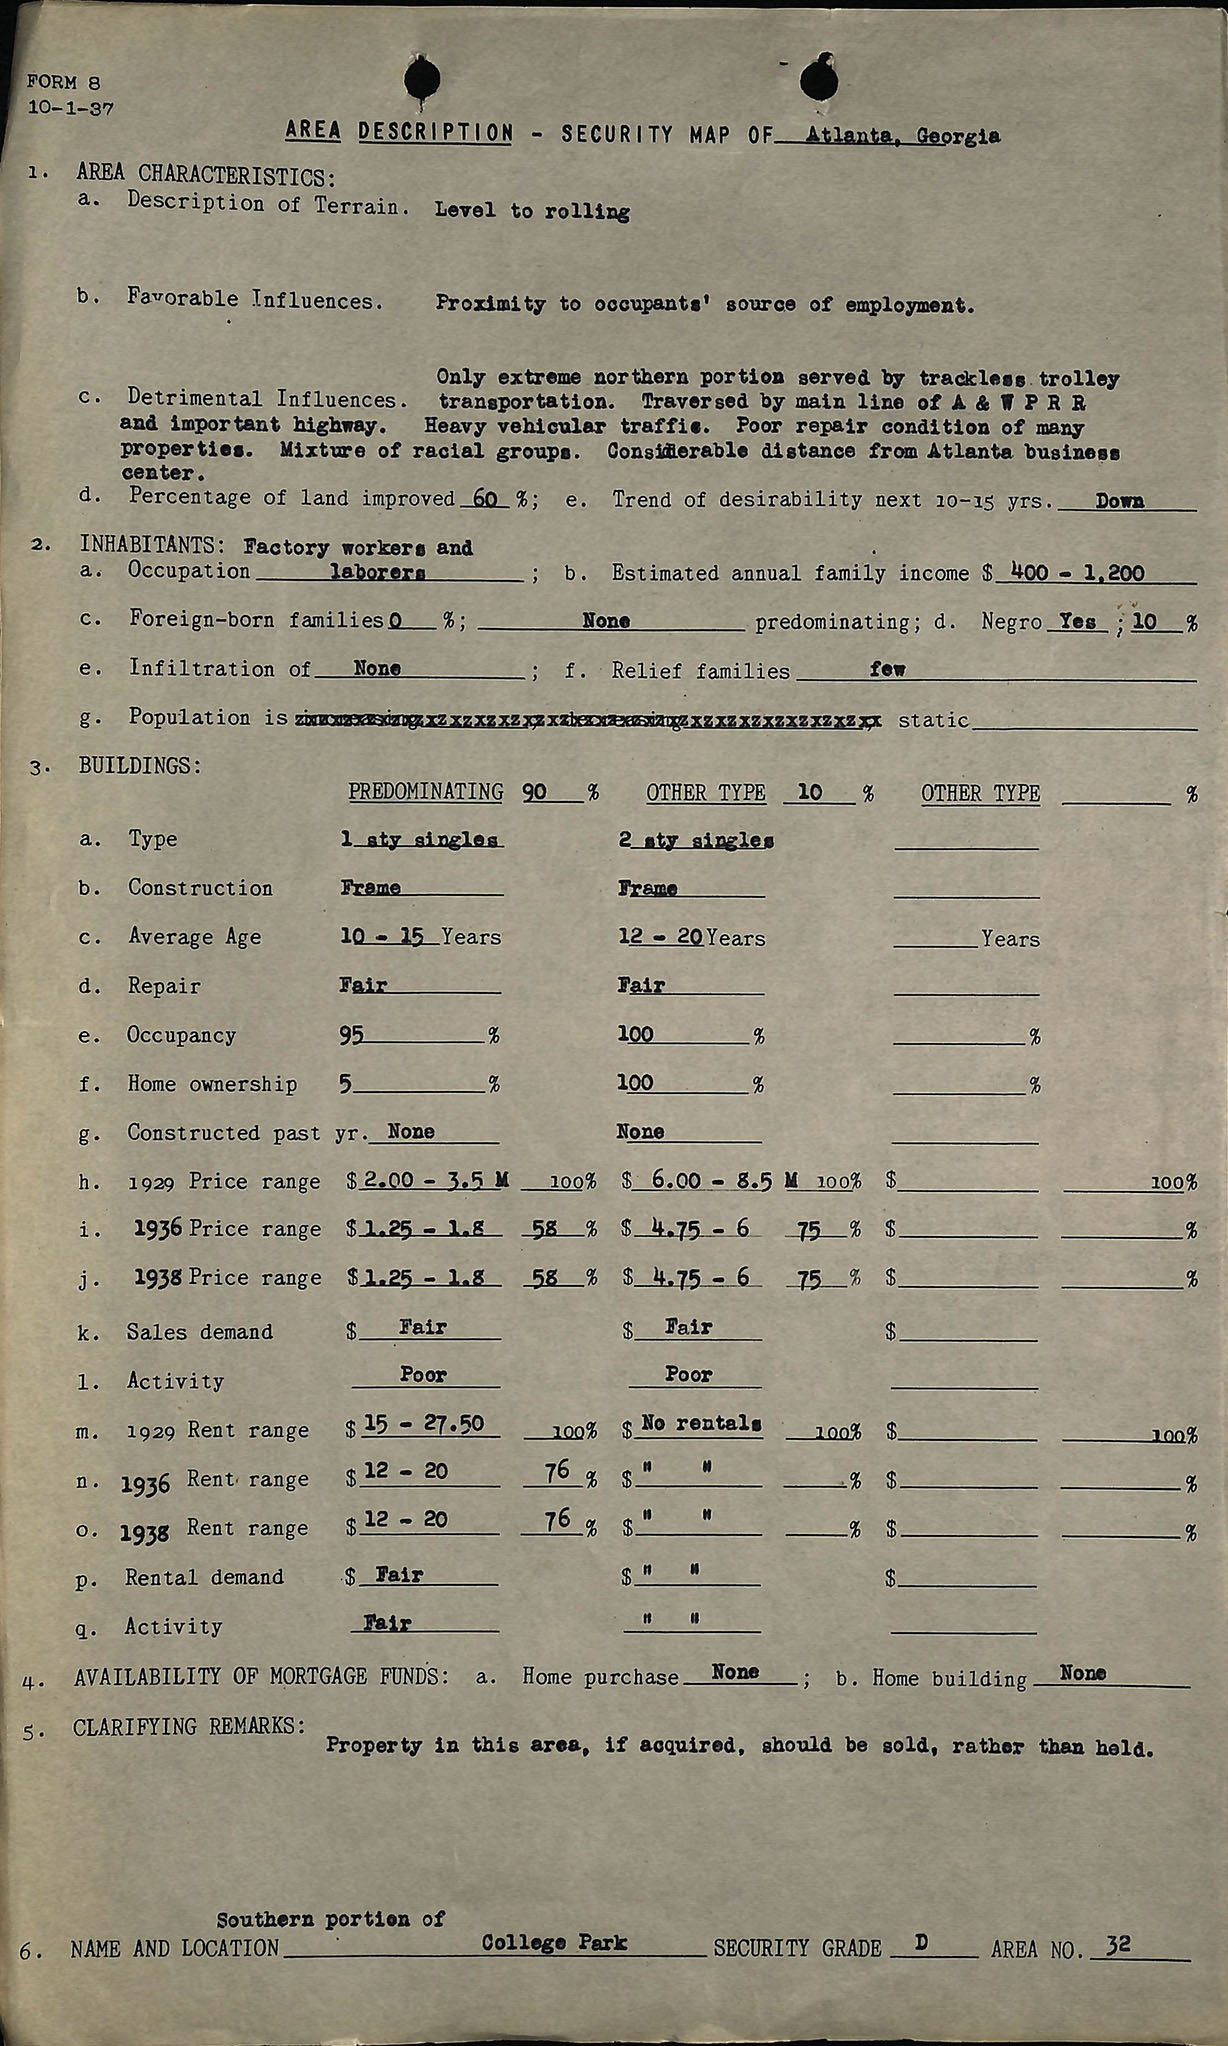 FORM 8
10-1-37
AREA DESCRIPTION - SECURITY MAP OF Atlanta, Georgia
1. AREA CHARACTERISTICS:
a. Description of Terrain. Level to rolling
b. Favorable Influences. Proximity to occupants' source of employment.
Only extreme northern portion served by trackless trolley
c. Detrimental Influences. transportation. Traversed by main line of A & W P R R
and important highway. Heavy vehicular traffic. Poor repair condition of many
properties. Mixture of racial groups. Considerable distance from Atlanta business
center.
d. Percentage of land improved 60 %; e. Trend of desirability next 10-15 yrs. Down
2. INHABITANTS: Factory workers and
a. Occupation laborers ; b. Estimated annual family income $ 400 - 1,200
c. Foreign-born families 0 %; None predominating; d. Negro Yes ; 10 %
e. Infiltration of None ; f. Relief families few
g. Population is static
3. BUILDINGS:
PREDOMINATING 90 % OTHER TYPE 10 % OTHER TYPE %
a. Type 1 sty singles 2 sty singles
b. Construction Frame Frame
c. Average Age 10 - 15 Years 12 - 20 Years Years
d. Repair Fair Fair
e. Occupancy 95 % 100 % %
f. Home ownership 5 % 100 % %
g. Constructed past yr. None None
h. 1929 Price range $ 2.00 - 3.5 M 100% $ 6.00 - 8.5 M 100% $ 100%
i. 1936 Price range $ 1.25 - 1.8 58 % $ 4.75 - 6 75 % $ %
j. 1938 Price range $ 1.25 - 1.8 58 % $ 4.75 - 6 75 % $ %
k. Sales demand $ Fair $ Fair $
l. Activity Poor Poor
m. 1929 Rent range $ 15 - 27.50 100% $ No rentals 100% $ 100%
n. 1936 Rent range $ 12 - 20 76 % $ " " % $ %
o. 1938 Rent range $ 12 - 20 76 % $ " " % $ %
p. Rental demand $ Fair $ " " $
q. Activity Fair " "
4. AVAILABILITY OF MORTGAGE FUNDS: a. Home purchase None ; b. Home building None
5. CLARIFYING REMARKS:
Property in this area, if acquired, should be sold, rather than held.
Southern portion of
6. NAME AND LOCATION College Park SECURITY GRADE D AREA NO. 32